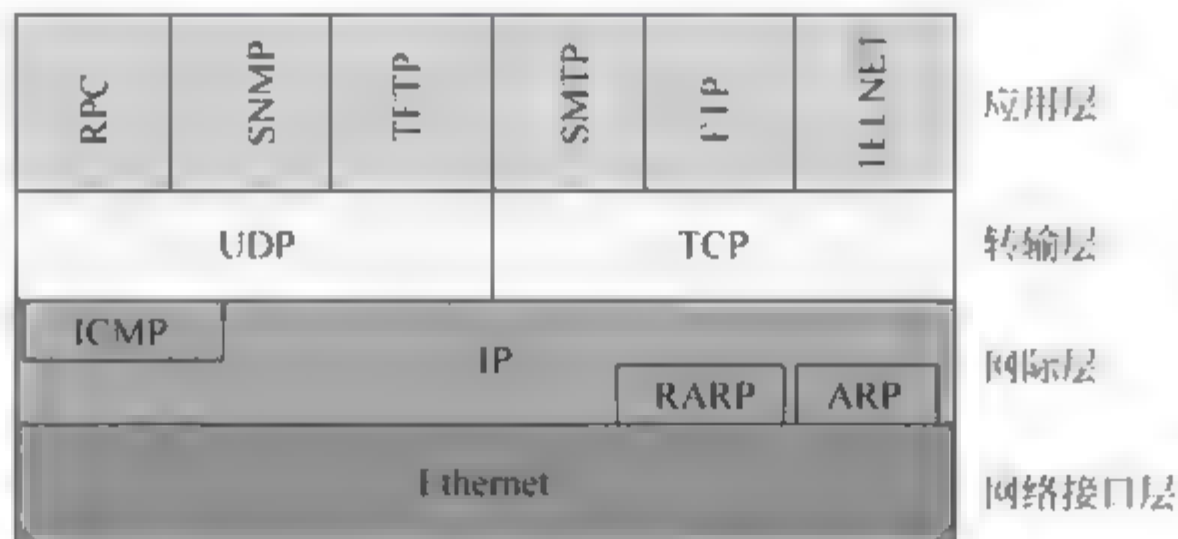 RPC
SNMP
TFTP
SMTP
FTP
TELNET
应用层
UDP
TCP
转输层
ICMP
IP
RARP
ARP
网际层
Ethernet
网络接口层